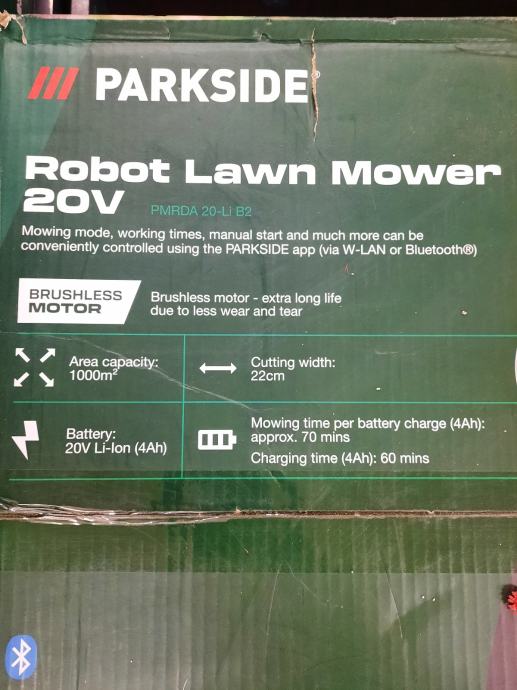 /// PARKSIDE®
Robot Lawn Mower
20V PMRDA 20-Li B2
Mowing mode, working times, manual start and much more can be
conveniently controlled using the PARKSIDE app (via W-LAN or Bluetooth®)
BRUSHLESS
MOTOR
Brushless motor - extra long life
due to less wear and tear
Area capacity:
1000m²
Cutting width:
22cm
Battery:
20V Li-Ion (4Ah)
Mowing time per battery charge (4Ah):
approx. 70 mins
Charging time (4Ah): 60 mins